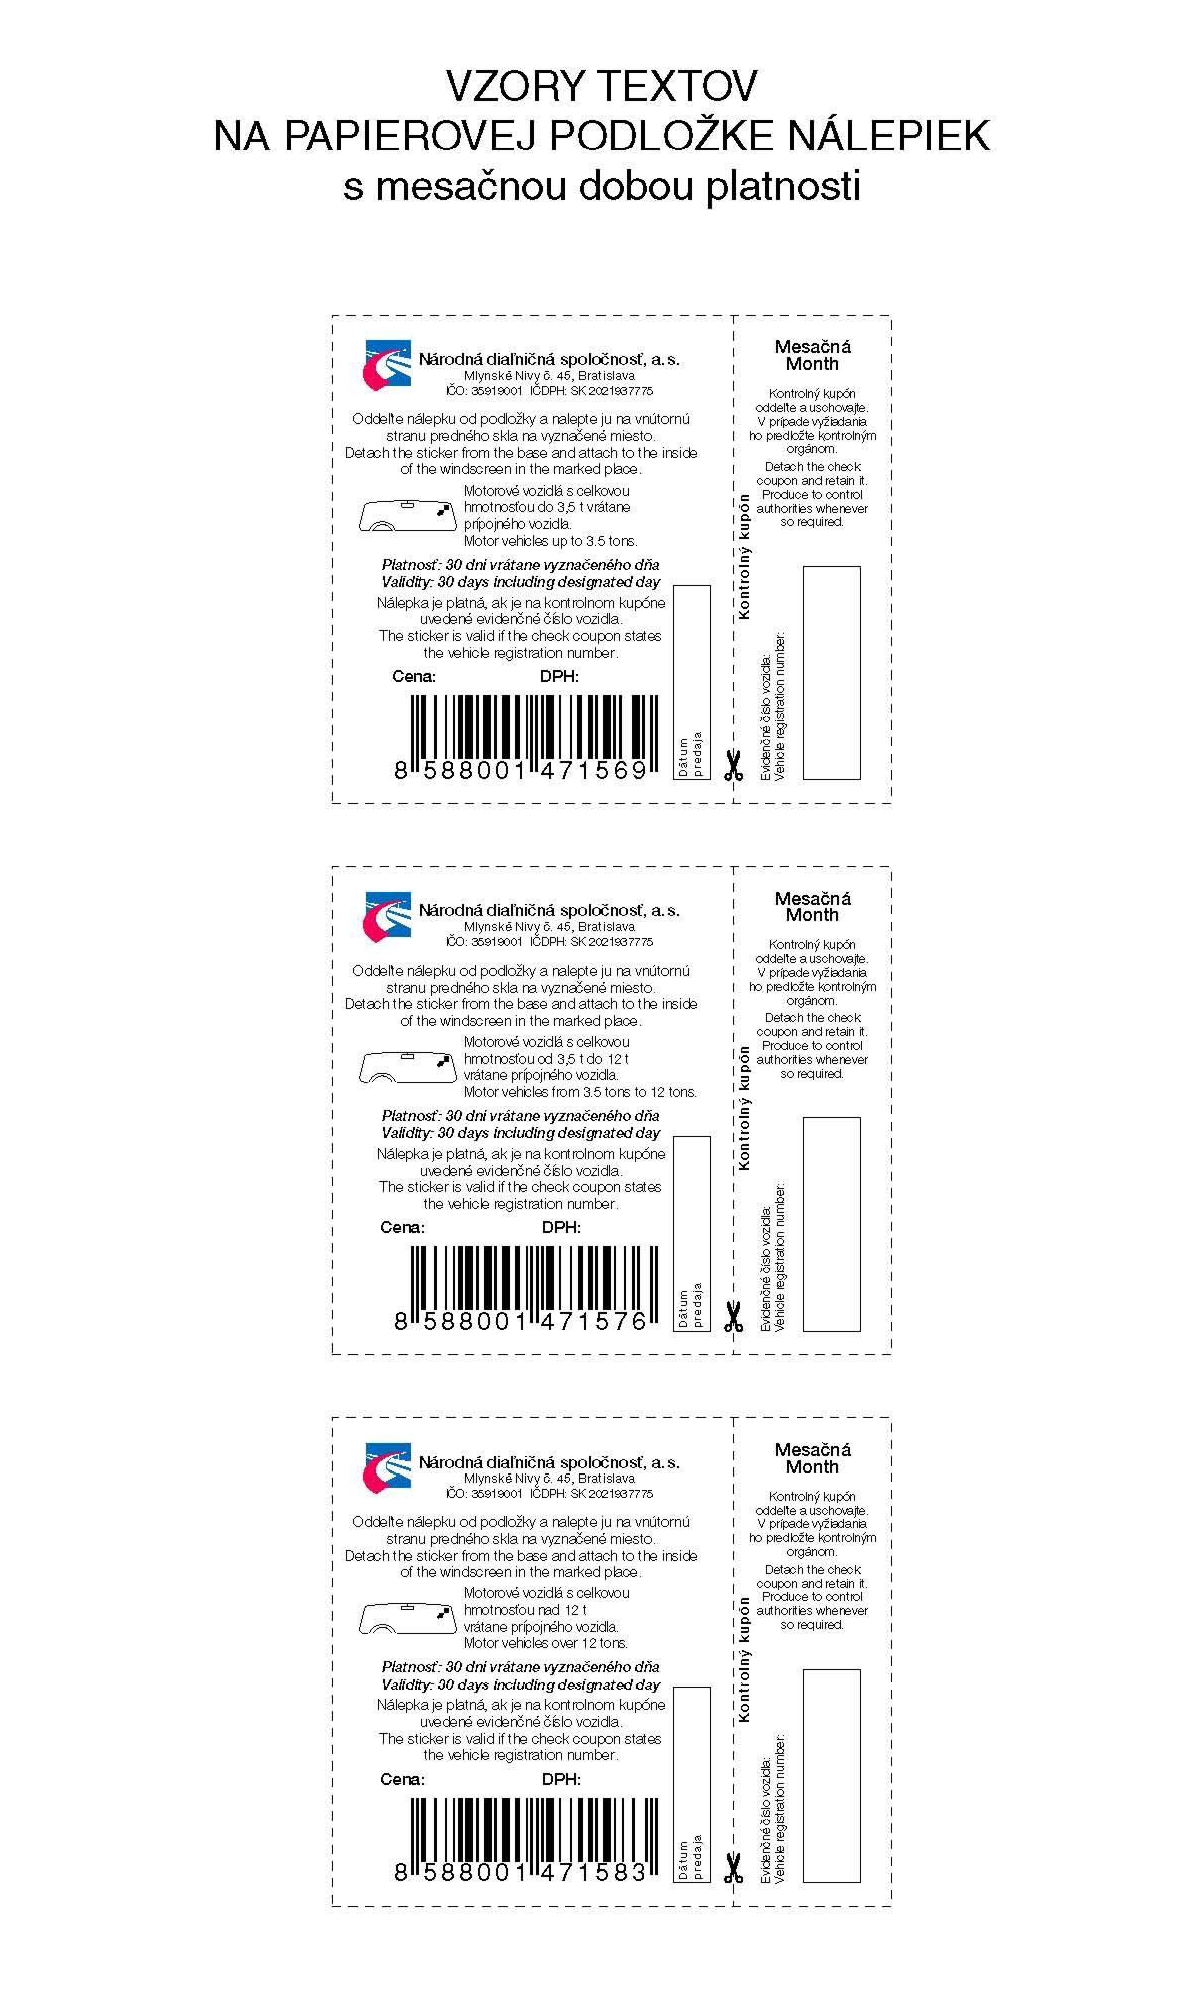 VZORY TEXTOV
NA PAPIEROVEJ PODLOŽKE NÁLEPIEK
s mesačnou dobou platnosti
Národná diaľničná spoločnosť, a. s.
Mlynské Nivy č. 45, Bratislava
IČO: 35919001 IČDPH: SK 2021937775
Oddeľte nálepku od podložky a nalepte ju na vnútornú
stranu predného skla na vyznačené miesto.
Detach the sticker from the base and attach to the inside
of the windscreen in the marked place.
Motorové vozidlá s celkovou
hmotnosťou do 3,5 t vrátane
prípojného vozidla.
Motor vehicles up to 3.5 tons.
Platnosť: 30 dní vrátane vyznačeného dňa
Validity: 30 days including designated day
Nálepka je platná, ak je na kontrolnom kupóne
uvedené evidenčné číslo vozidla.
The sticker is valid if the check coupon states
the vehicle registration number.
Cena: DPH:
8 588001 471569
Dátum
predaja
Kontrolný kupón
Mesačná
Month
Kontrolný kupón
oddeľte a uschovajte.
V prípade vyžiadania
ho predložte kontrolným
orgánom.
Detach the check
coupon and retain it.
Produce to control
authorities whenever
so required.
Evidenčné číslo vozidla:
Vehicle registration number:
Národná diaľničná spoločnosť, a. s.
Mlynské Nivy č. 45, Bratislava
IČO: 35919001 IČDPH: SK 2021937775
Oddeľte nálepku od podložky a nalepte ju na vnútornú
stranu predného skla na vyznačené miesto.
Detach the sticker from the base and attach to the inside
of the windscreen in the marked place.
Motorové vozidlá s celkovou
hmotnosťou od 3,5 t do 12 t
vrátane prípojného vozidla.
Motor vehicles from 3.5 tons to 12 tons.
Platnosť: 30 dní vrátane vyznačeného dňa
Validity: 30 days including designated day
Nálepka je platná, ak je na kontrolnom kupóne
uvedené evidenčné číslo vozidla.
The sticker is valid if the check coupon states
the vehicle registration number.
Cena: DPH:
8 588001 471576
Dátum
predaja
Kontrolný kupón
Mesačná
Month
Kontrolný kupón
oddeľte a uschovajte.
V prípade vyžiadania
ho predložte kontrolným
orgánom.
Detach the check
coupon and retain it.
Produce to control
authorities whenever
so required.
Evidenčné číslo vozidla:
Vehicle registration number:
Národná diaľničná spoločnosť, a. s.
Mlynské Nivy č. 45, Bratislava
IČO: 35919001 IČDPH: SK 2021937775
Oddeľte nálepku od podložky a nalepte ju na vnútornú
stranu predného skla na vyznačené miesto.
Detach the sticker from the base and attach to the inside
of the windscreen in the marked place.
Motorové vozidlá s celkovou
hmotnosťou nad 12 t
vrátane prípojného vozidla.
Motor vehicles over 12 tons.
Platnosť: 30 dní vrátane vyznačeného dňa
Validity: 30 days including designated day
Nálepka je platná, ak je na kontrolnom kupóne
uvedené evidenčné číslo vozidla.
The sticker is valid if the check coupon states
the vehicle registration number.
Cena: DPH:
8 588001 471583
Dátum
predaja
Kontrolný kupón
Mesačná
Month
Kontrolný kupón
oddeľte a uschovajte.
V prípade vyžiadania
ho predložte kontrolným
orgánom.
Detach the check
coupon and retain it.
Produce to control
authorities whenever
so required.
Evidenčné číslo vozidla:
Vehicle registration number: